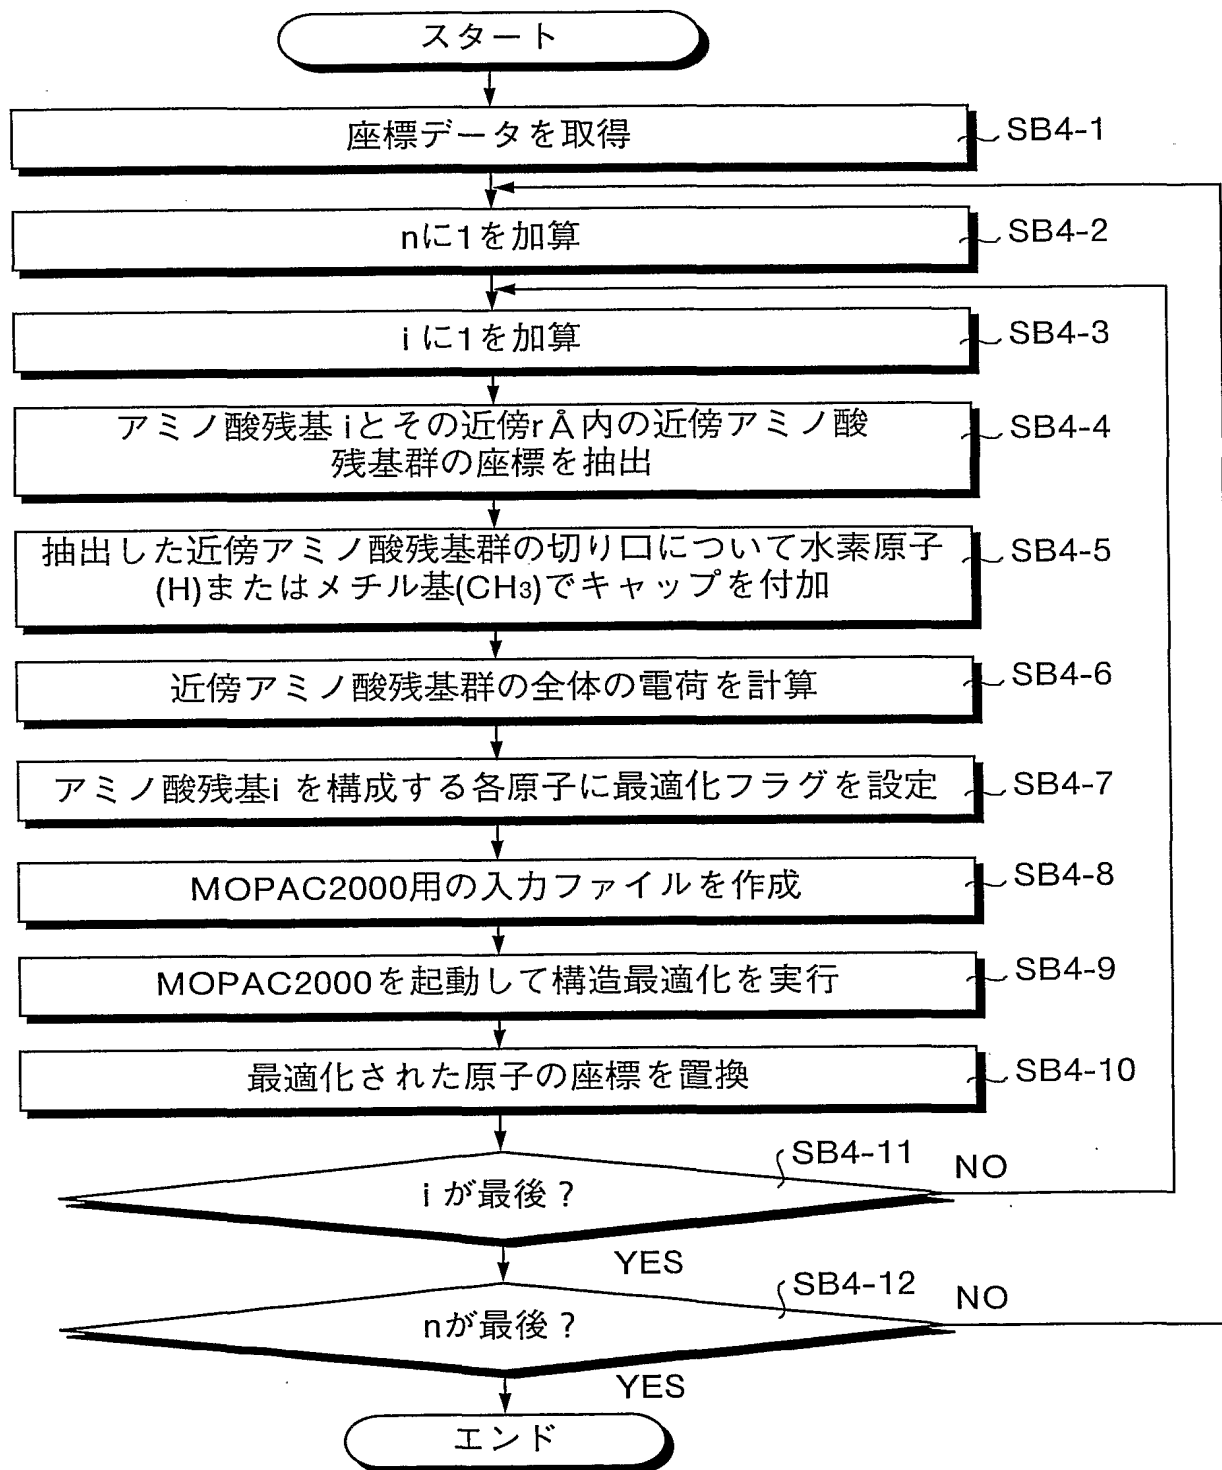 スタート
座標データを取得
SB4-1
nに1を加算
SB4-2
iに1を加算
SB4-3
アミノ酸残基iとその近傍rÅ内の近傍アミノ酸
残基群の座標を抽出
SB4-4
抽出した近傍アミノ酸残基群の切り口について水素原子
(H)またはメチル基(CH₃)でキャップを付加
SB4-5
近傍アミノ酸残基群の全体の電荷を計算
SB4-6
アミノ酸残基iを構成する各原子に最適化フラグを設定
SB4-7
MOPAC2000用の入力ファイルを作成
SB4-8
MOPAC2000を起動して構造最適化を実行
SB4-9
最適化された原子の座標を置換
SB4-10
iが最後?
SB4-11
NO
YES
nが最後?
SB4-12
NO
YES
エンド